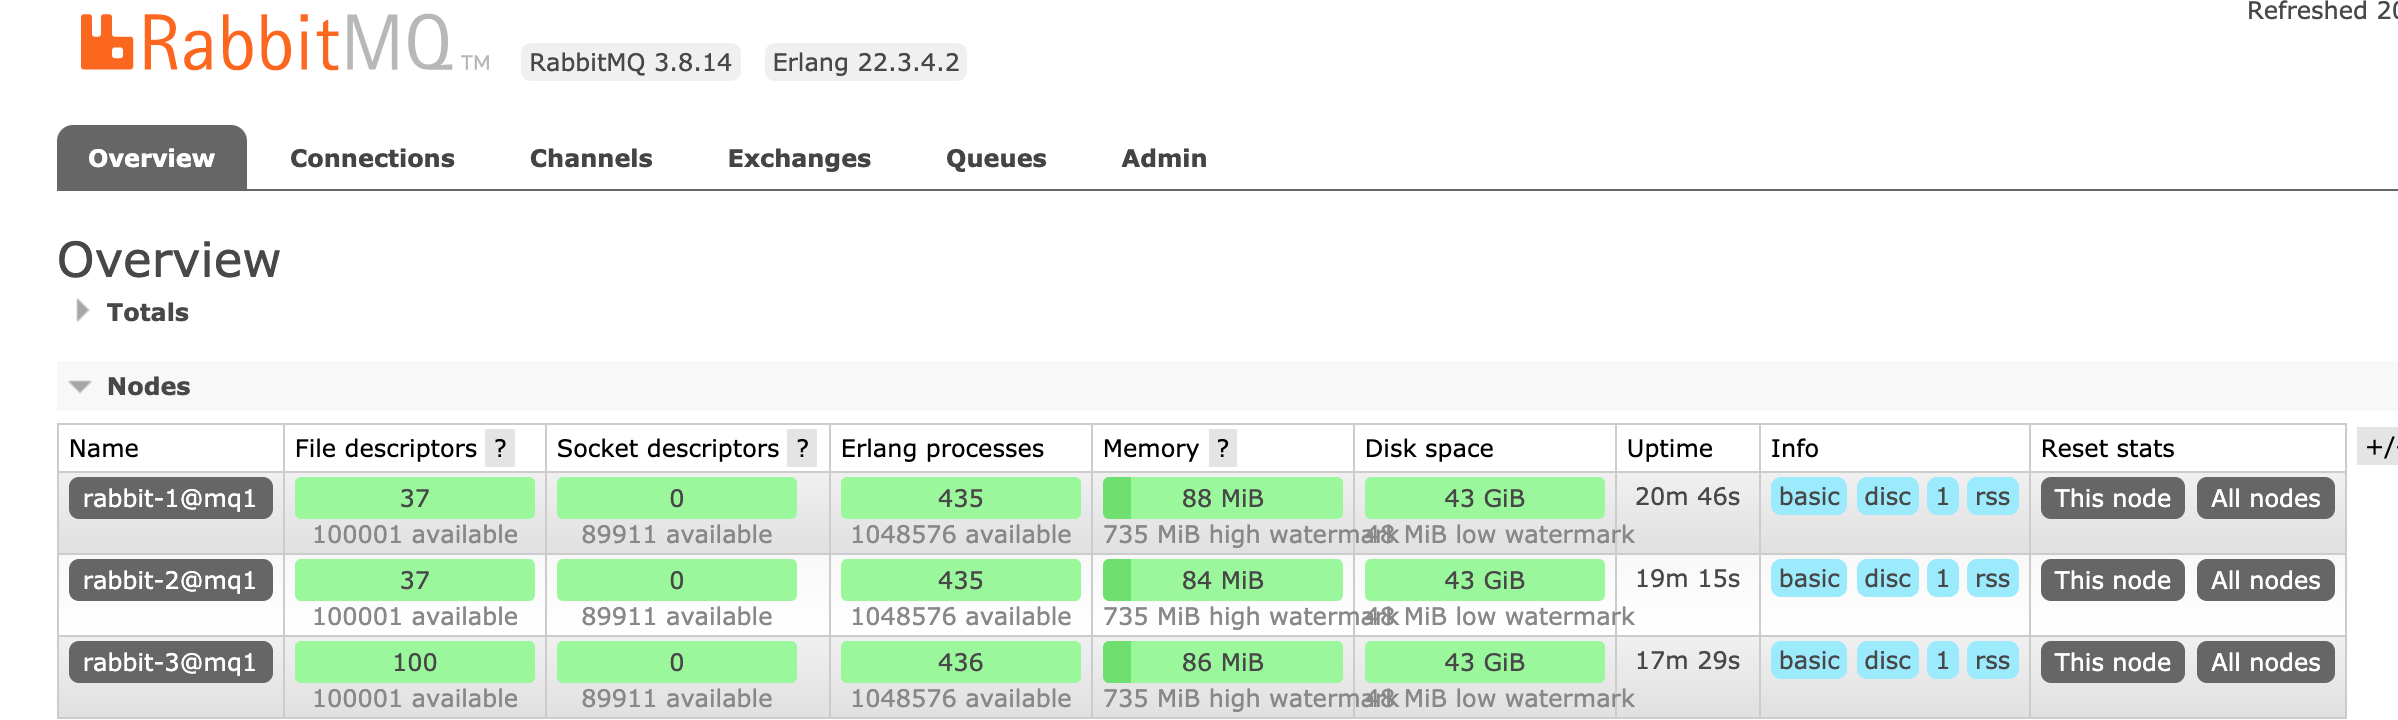 Refreshed 20
RabbitMQ TM RabbitMQ 3.8.14 Erlang 22.3.4.2
Overview Connections Channels Exchanges Queues Admin
Overview
Totals
Nodes
Name File descriptors ? Socket descriptors ? Erlang processes Memory ? Disk space Uptime Info Reset stats +/-
rabbit-1@mq1 37 0 435 88 MiB 43 GiB 20m 46s basic disc 1 rss This node All nodes
100001 available 89911 available 1048576 available 735 MiB high watermark 48 MiB low watermark
rabbit-2@mq1 37 0 435 84 MiB 43 GiB 19m 15s basic disc 1 rss This node All nodes
100001 available 89911 available 1048576 available 735 MiB high watermark 48 MiB low watermark
rabbit-3@mq1 100 0 436 86 MiB 43 GiB 17m 29s basic disc 1 rss This node All nodes
100001 available 89911 available 1048576 available 735 MiB high watermark 48 MiB low watermark